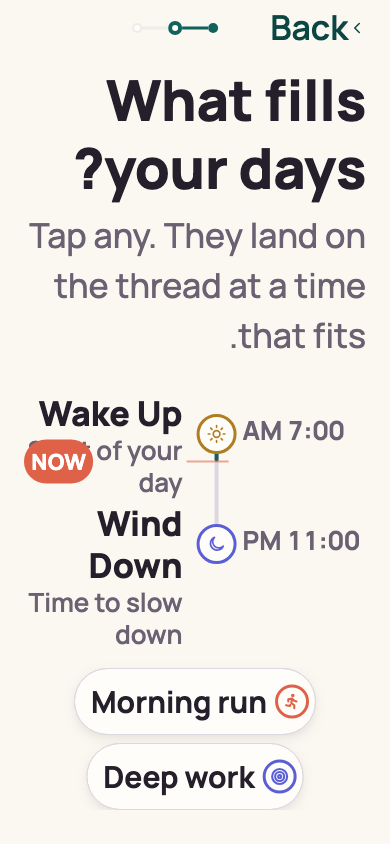 Back
What fills
?your days
Tap any. They land on
the thread at a time
.that fits
AM 7:00
Wake Up
of your
day
NOW
PM 11:00
Wind
Down
Time to slow
down
Morning run
Deep work